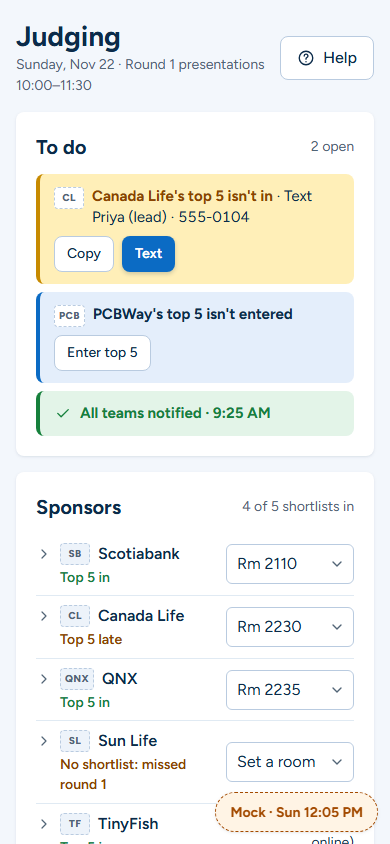 Judging
Sunday, Nov 22 · Round 1 presentations
10:00–11:30
Help
To do
2 open
CL Canada Life's top 5 isn't in · Text
Priya (lead) · 555-0104
Copy
Text
PCB PCBWay's top 5 isn't entered
Enter top 5
All teams notified · 9:25 AM
Sponsors
4 of 5 shortlists in
SB Scotiabank
Top 5 in
Rm 2110
CL Canada Life
Top 5 late
Rm 2230
QNX QNX
Top 5 in
Rm 2235
SL Sun Life
No shortlist: missed
round 1
Set a room
Mock · Sun 12:05 PM
TF TinyFish
online)